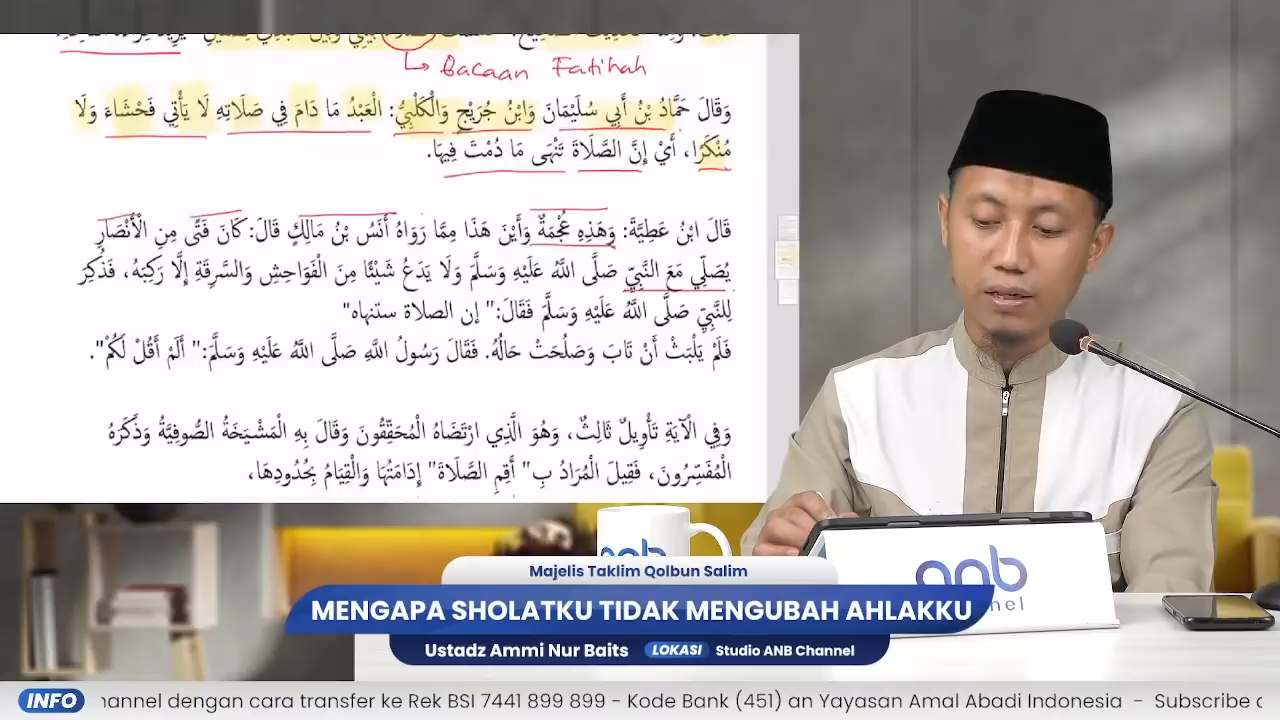 Bacaan Fatihah
وَقَالَ حَمَّادُ بْنُ أَبِي سُلَيْمَانَ وَابْنُ جُرَيْجٍ وَالْكَلْبِيُّ: الْعَبْدُ مَا دَامَ فِي صَلَاتِهِ لَا يَأْتِي فَحْشَاءَ وَلَا
مُنْكَرًا، أَيْ إِنَّ الصَّلَاةَ تَنْهَى مَا دُمْتَ فِيهَا.
قَالَ ابْنُ عَطِيَّةَ: وَهَذِهِ عُجْمَةٌ وَأَيْنَ هَذَا مِمَّا رَوَاهُ أَنَسُ بْنُ مَالِكٍ قَالَ: كَانَ فَتًى مِنِ الْأَنْصَارِ
يُصَلِّي مَعَ النَّبِيِّ صَلَّى اللَّهُ عَلَيْهِ وَسَلَّمَ وَلَا يَدَعُ شَيْئًا مِنَ الْفَوَاحِشِ وَالسَّرِقَةِ إِلَّا رَكِبَهُ، فَذُكِرَ
لِلنَّبِيِّ صَلَّى اللَّهُ عَلَيْهِ وَسَلَّمَ فَقَالَ:" إن الصلاة ستنهاه"
فَلَمْ يَلْبَثْ أَنْ تَابَ وَصَلُحَتْ حَالُهُ. فَقَالَ رَسُولُ اللَّهِ صَلَّى اللَّهُ عَلَيْهِ وَسَلَّمَ:" أَلَمْ أَقُلْ لَكُمْ".
وَفِي الْآيَةِ تَأْوِيلٌ ثَالِثٌ، وَهُوَ الَّذِي ارْتَضَاهُ الْمُحَقِّقُونَ وَقَالَ بِهِ الْمَشْيَخَةُ الصُّوفِيَّةُ وَذَكَرَهُ
الْمُفَسِّرُونَ، فَقِيلَ الْمُرَادُ بِ" أَقِمِ الصَّلَاةَ" إِدَامَتُهَا وَالْقِيَامُ بِحُدُودِهَا،
anb
Majelis Taklim Qolbun Salim
MENGAPA SHOLATKU TIDAK MENGUBAH AHLAKKU
Ustadz Ammi Nur Baits LOKASI Studio ANB Channel
INFO hannel dengan cara transfer ke Rek BSI 7441 899 899 - Kode Bank (451) an Yayasan Amal Abadi Indonesia - Subscribe